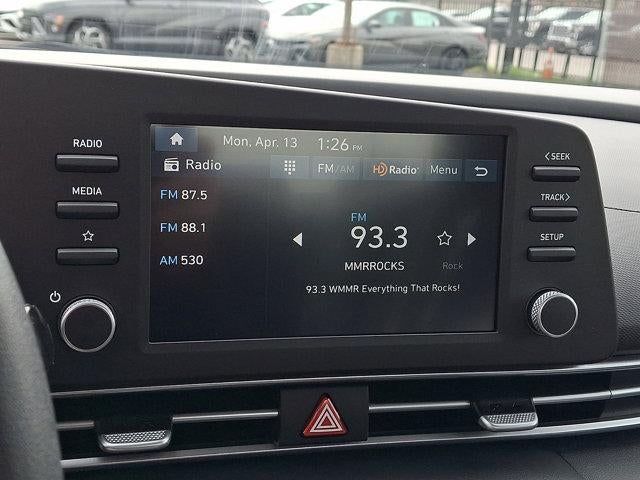 RADIO
MEDIA
Mon, Apr. 13 1:26 PM
Radio
FM/AM HD Radio Menu
FM 87.5
FM 88.1
AM 530
FM
93.3
MMRROCKS
Rock
93.3 WMMR Everything That Rocks!
<SEEK
TRACK>
SETUP